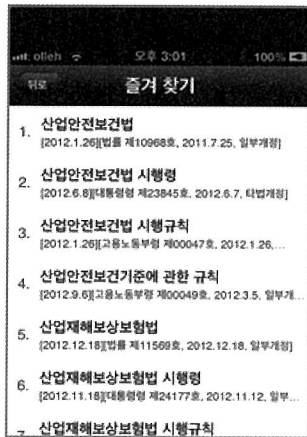 olleh 오후 3:01 100%
뒤로 즐겨 찾기
1. 산업안전보건법
[2012.1.26][법률 제10968호, 2011.7.25, 일부개정]
2. 산업안전보건법 시행령
[2012.6.8][대통령령 제23845호, 2012.6.7, 타법개정]
3. 산업안전보건법 시행규칙
[2012.1.26][고용노동부령 제00047호, 2012.1.26,...
4. 산업안전보건기준에 관한 규칙
[2012.9.6][고용노동부령 제00049호, 2012.3.5, 일부개...
5. 산업재해보상보험법
[2012.12.18][법률 제11569호, 2012.12.18, 일부개정]
6. 산업재해보상보험법 시행령
[2012.11.18][대통령령 제24177호, 2012.11.12, 일부...
7. 산업재해보상보험법 시행규칙